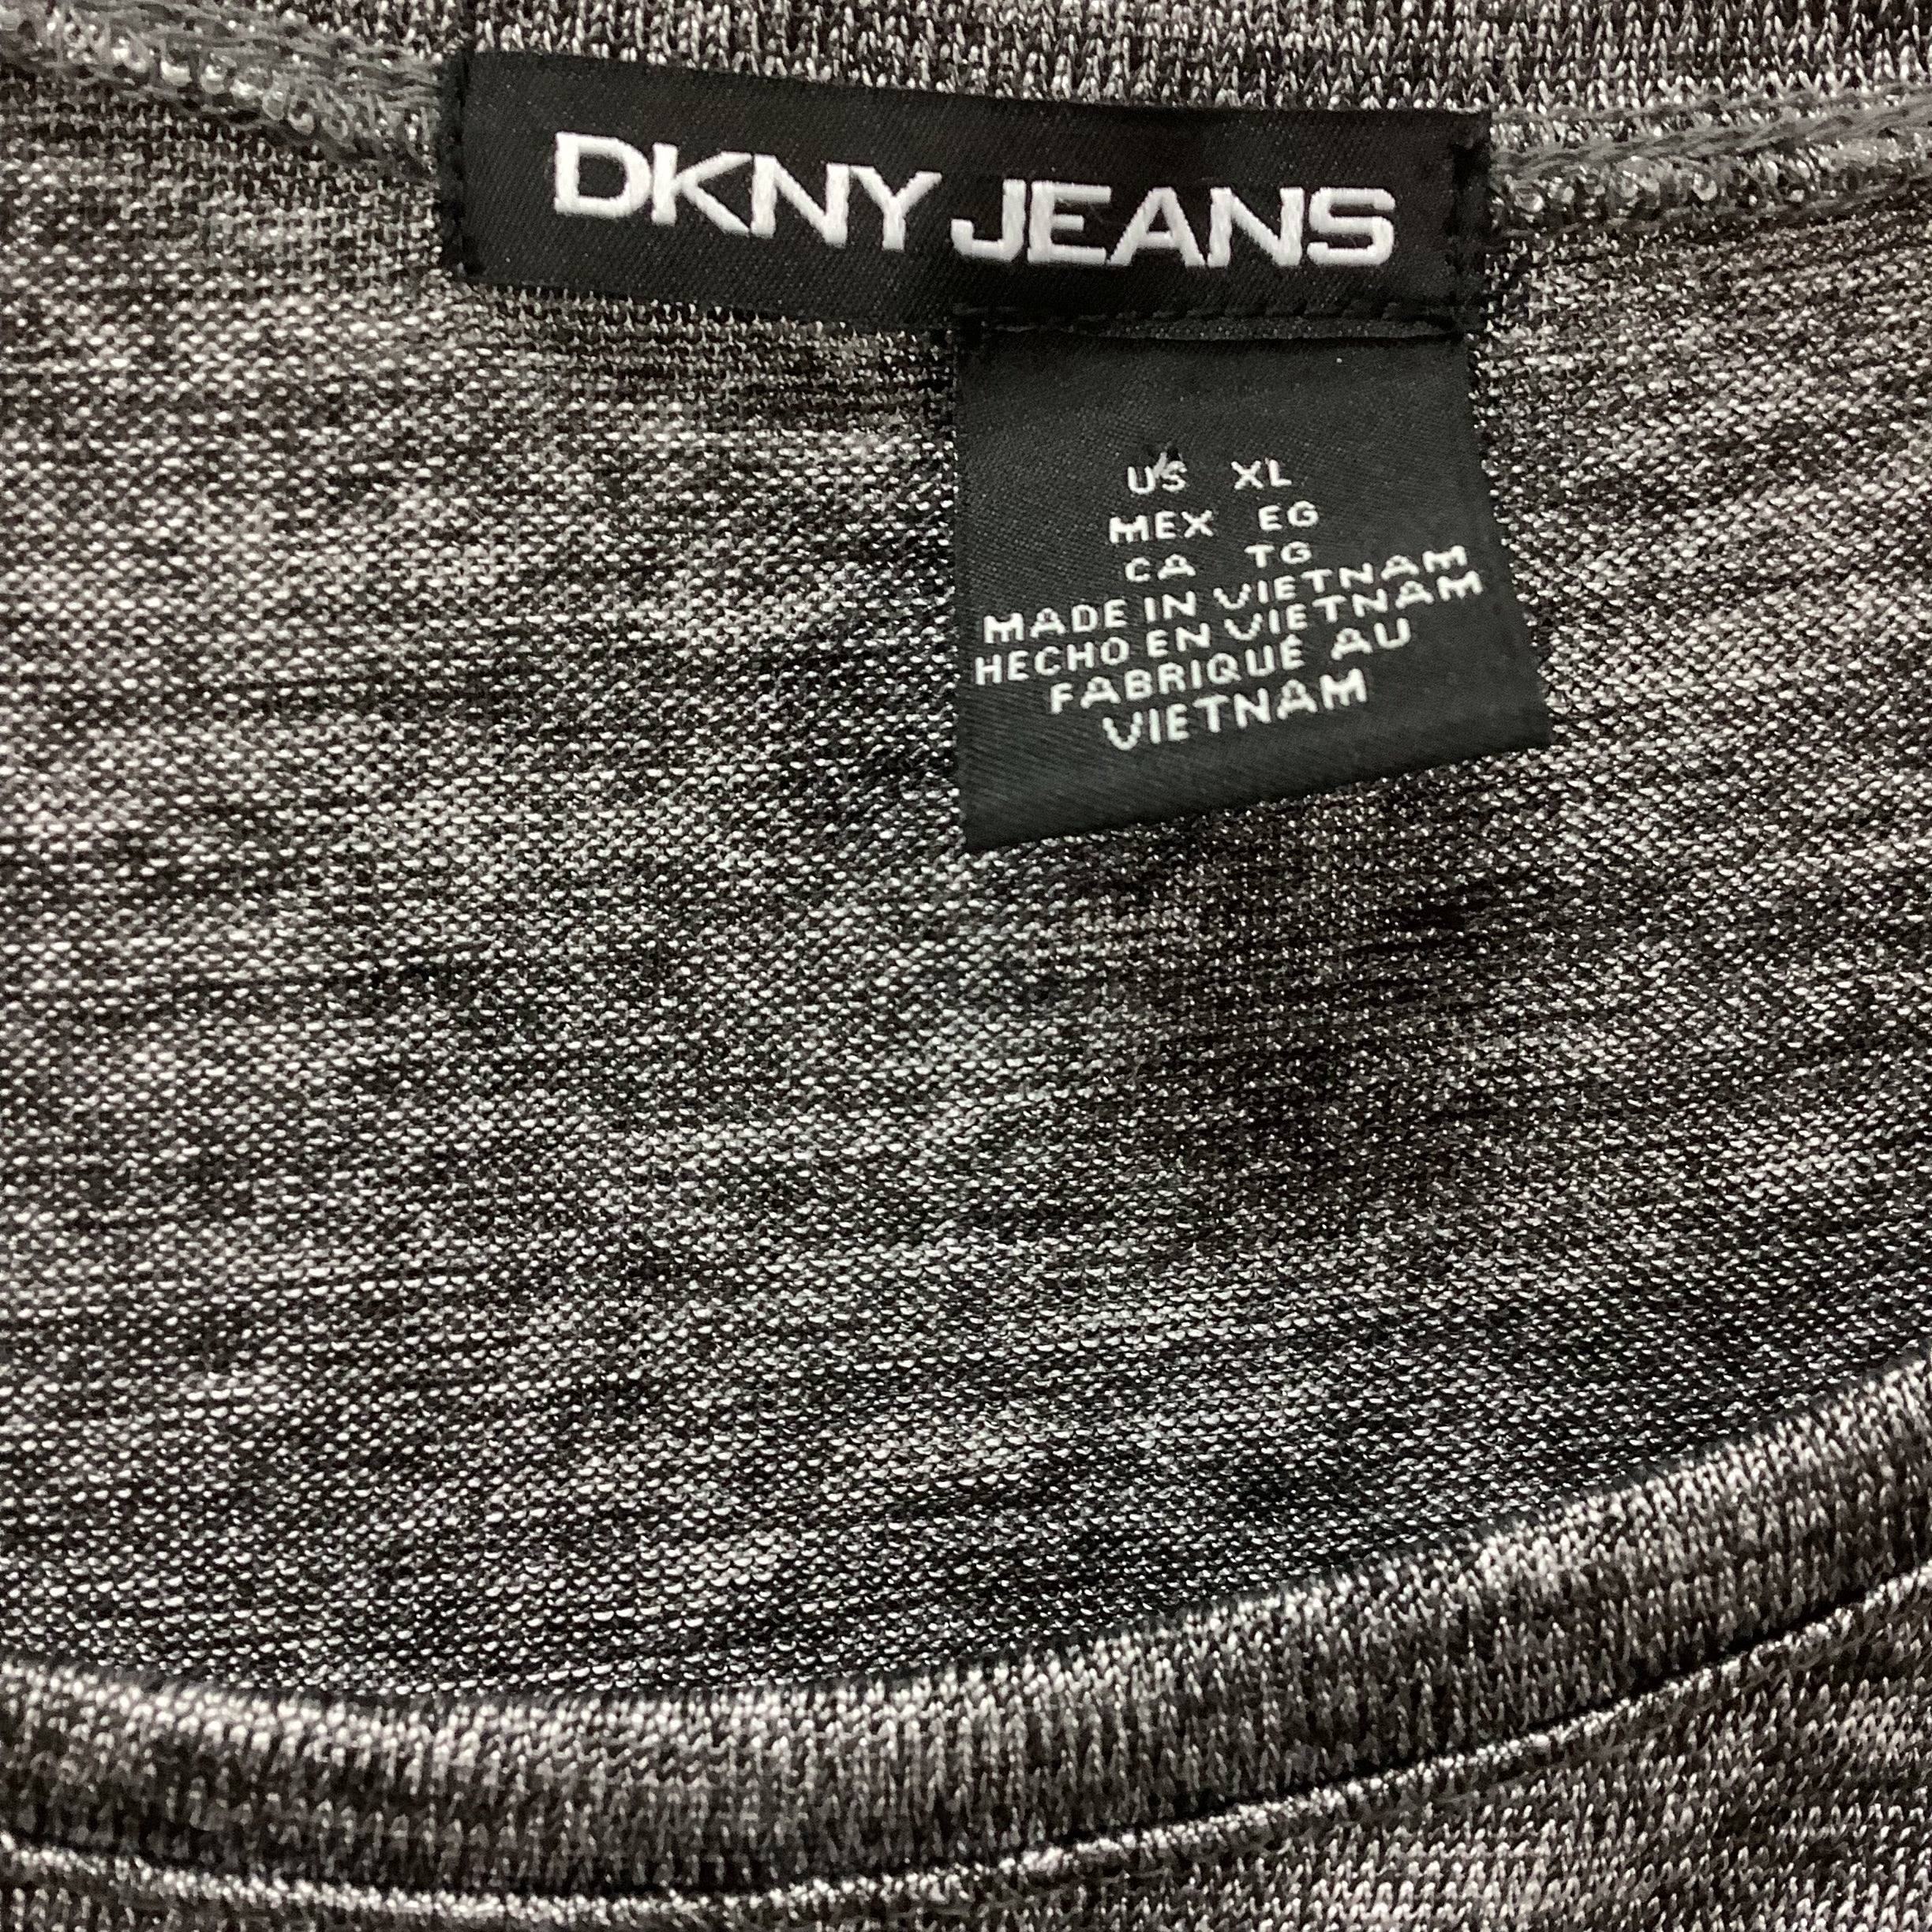 DKNY JEANS
US XL
MEX EG
CA TG
MADE IN VIETNAM
HECHO EN VIETNAM
FABRIQUÉ AU
VIETNAM